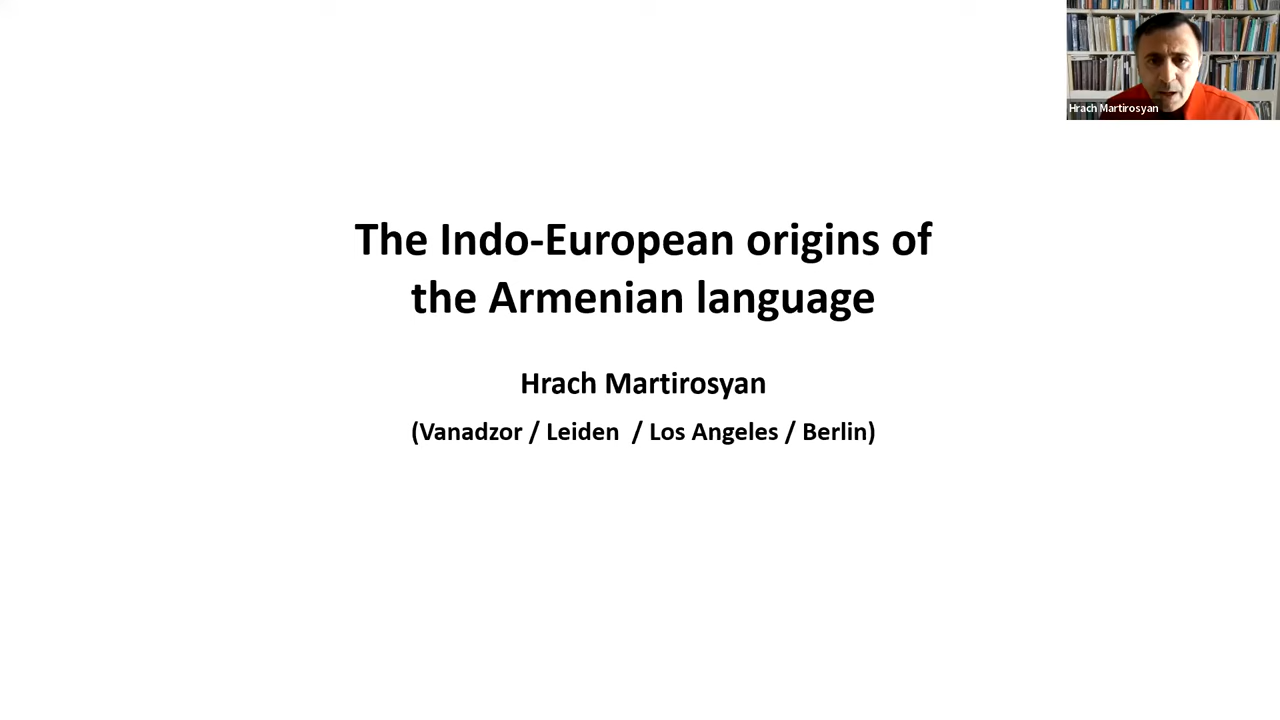 Hrach Martirosyan
The Indo-European origins of
the Armenian language
Hrach Martirosyan
(Vanadzor / Leiden / Los Angeles / Berlin)